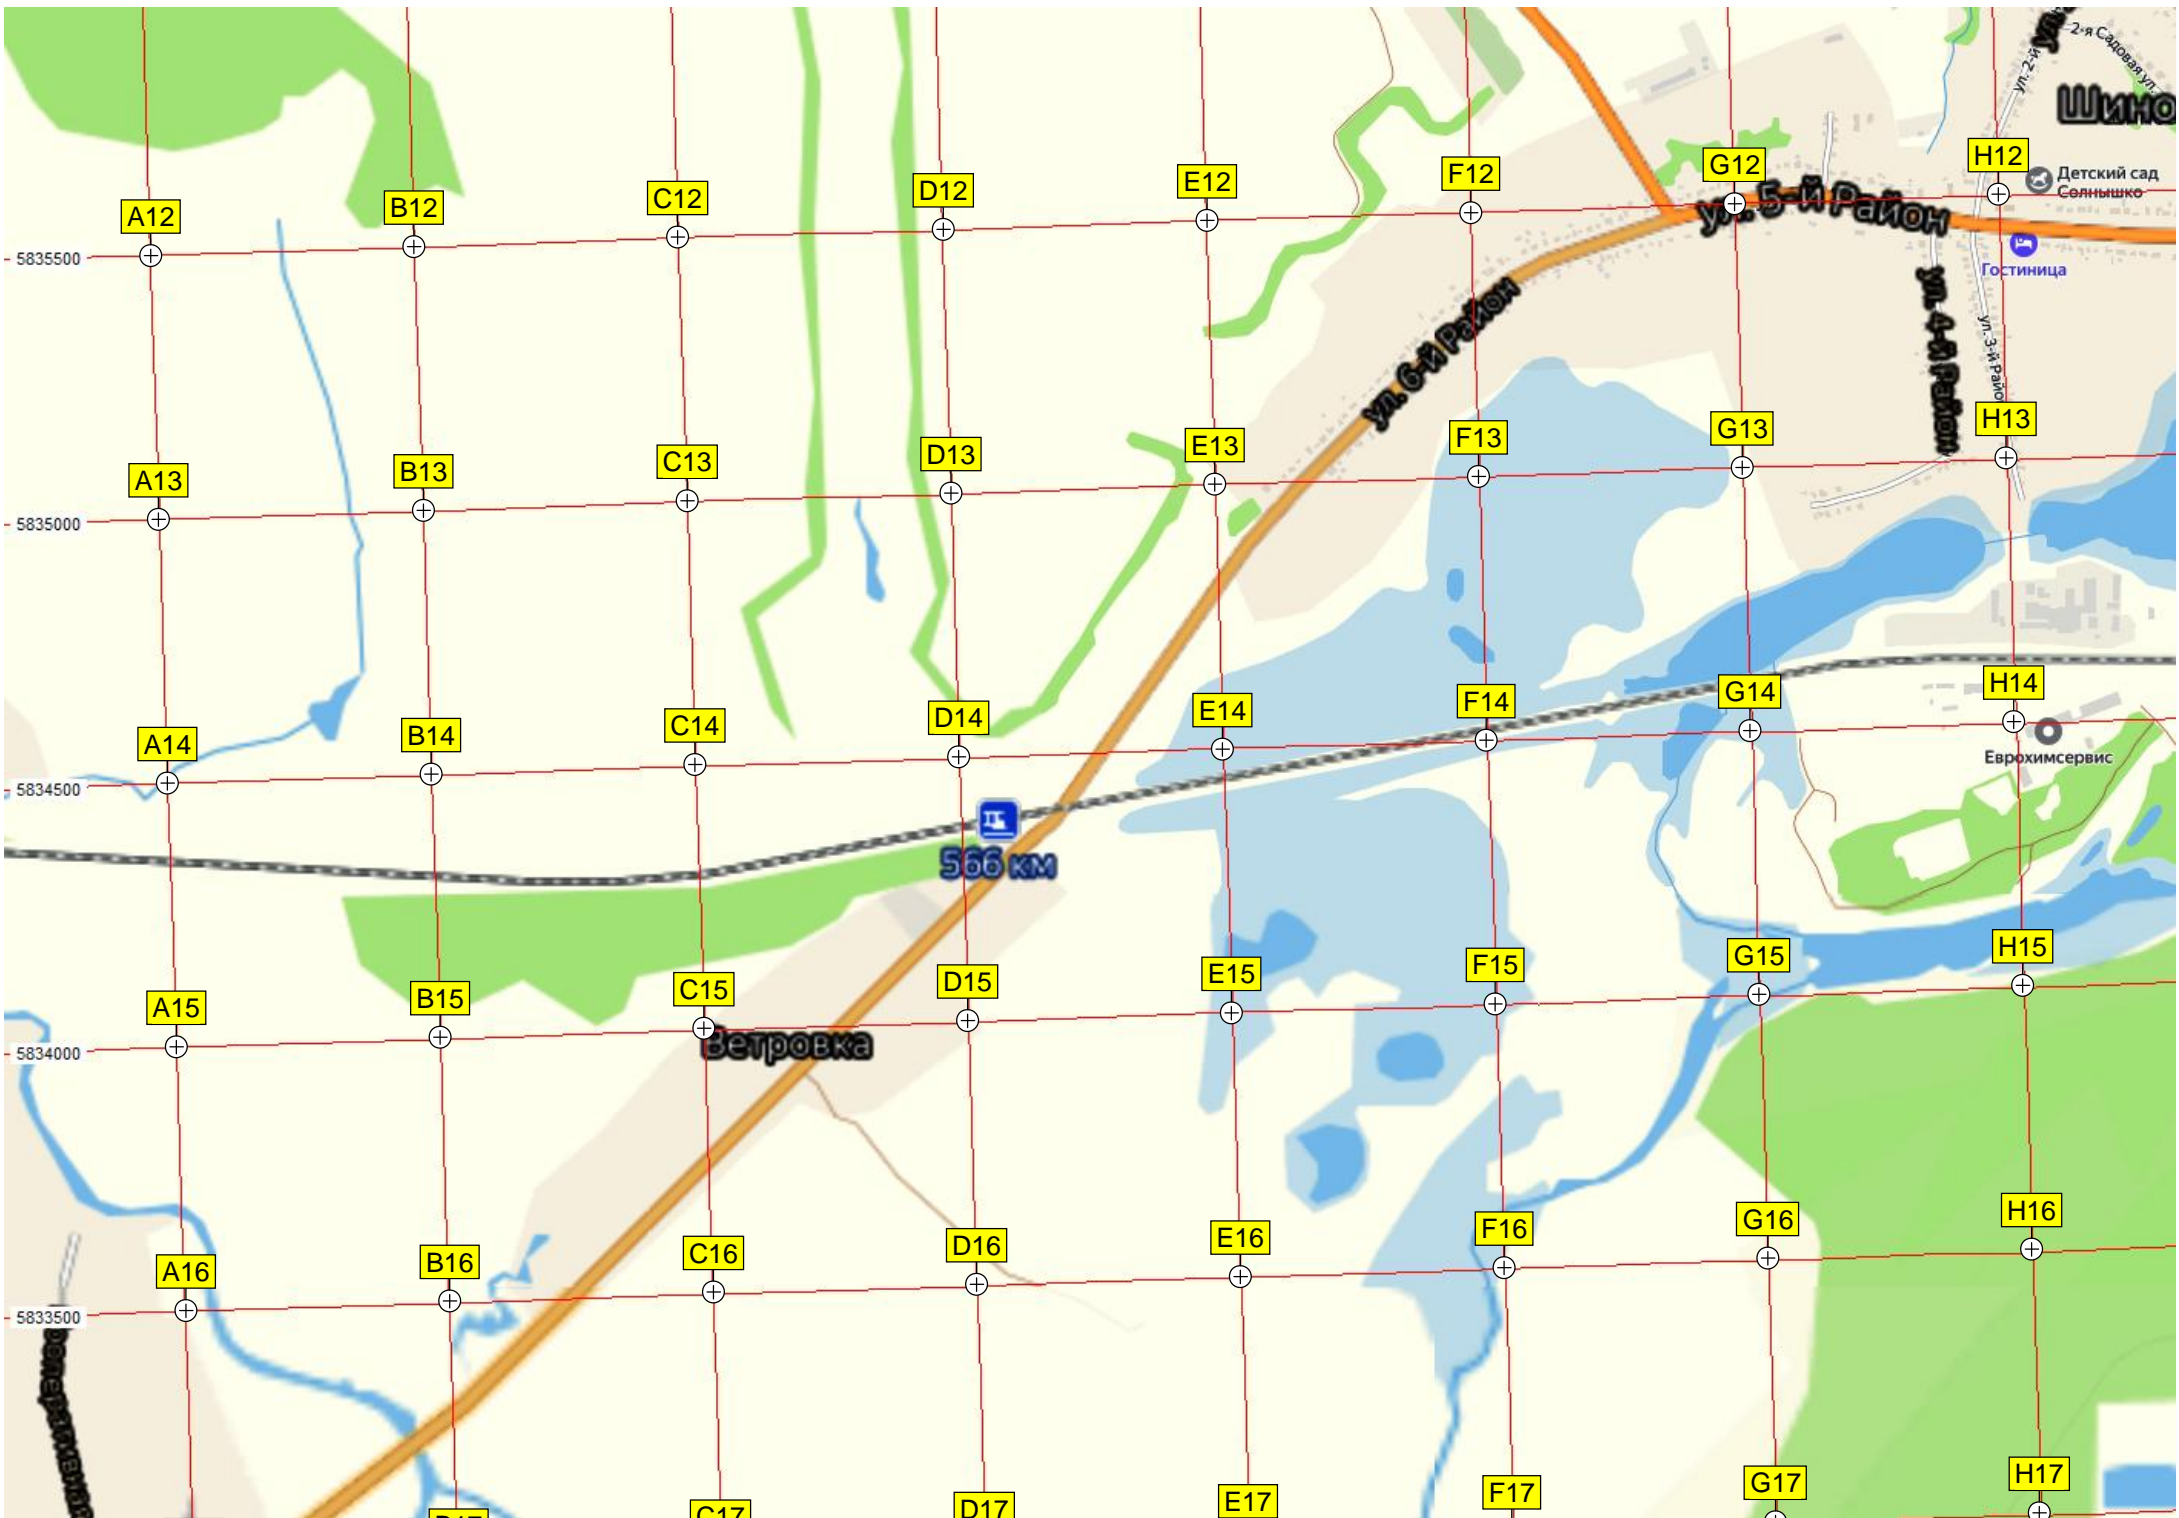 ул. 2-й
2-я Садовая ул.
Шино
A12
B12
C12
D12
E12
F12
G12
H12
Детский сад
Солнышко
ул. 5-й Район
Гостиница
5835500
ул. 6-й Район
ул. 4-й Район
ул. 3-й Райо
A13
B13
C13
D13
E13
F13
G13
H13
5835000
A14
B14
C14
D14
E14
F14
G14
H14
Еврохимсервис
5834500
566 км
A15
B15
C15
D15
E15
F15
G15
H15
Ветровка
5834000
A16
B16
C16
D16
E16
F16
G16
H16
5833500
C17
D17
E17
F17
G17
H17